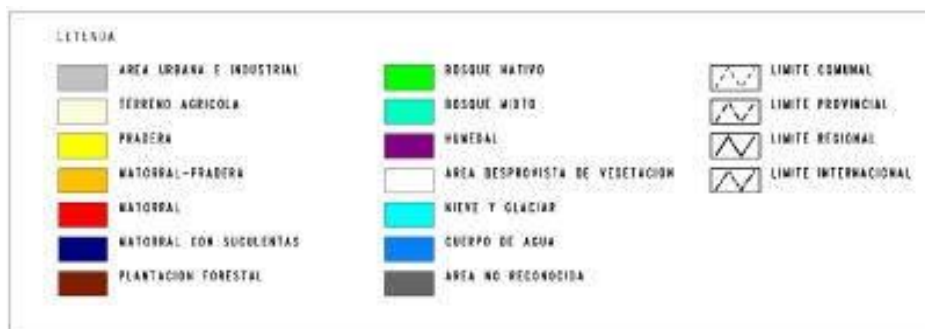 LEYENDA
AREA URBANA E INDUSTRIAL
TERRENO AGRICOLA
PRADERA
MATORRAL-PRADERA
MATORRAL
MATORRAL CON SUCULENTAS
PLANTACION FORESTAL
BOSQUE NATIVO
BOSQUE MIXTO
HUMEDAL
AREA DESPROVISTA DE VEGETACION
NIEVE Y GLACIAR
CUERPO DE AGUA
AREA NO RECONOCIDA
LIMITE COMUNAL
LIMITE PROVINCIAL
LIMITE REGIONAL
LIMITE INTERNACIONAL